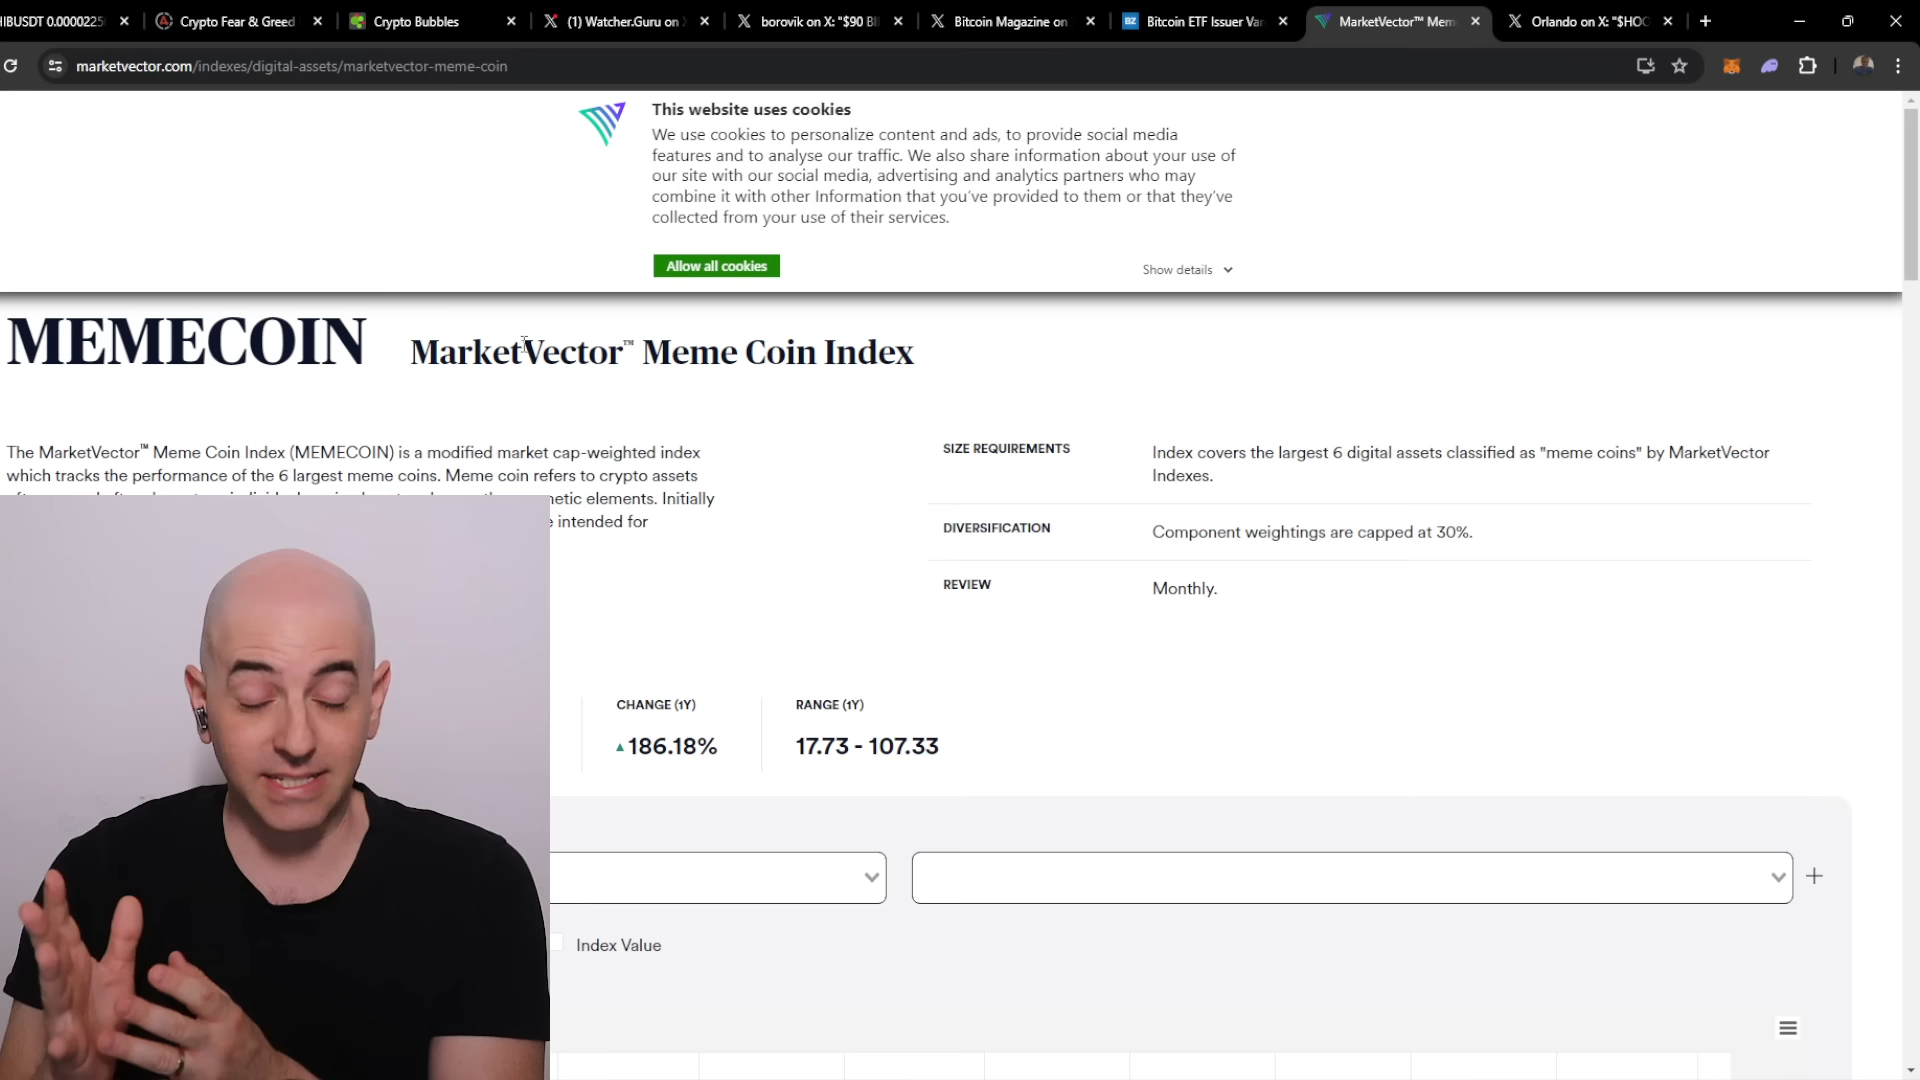 HIBUSDT 0.0000225
Crypto Fear & Greed
Crypto Bubbles
(1) Watcher.Guru on X
borovik on X: "$90 BI
Bitcoin Magazine on
BZ
Bitcoin ETF Issuer Van
MarketVector™ Mem
Orlando on X: "$HOC
marketvector.com/indexes/digital-assets/marketvector-meme-coin
This website uses cookies
We use cookies to personalize content and ads, to provide social media
features and to analyse our traffic. We also share information about your use of
our site with our social media, advertising and analytics partners who may
combine it with other Information that you've provided to them or that they've
collected from your use of their services.
Allow all cookies
Show details
MEMECOIN
MarketVector™ Meme Coin Index
The MarketVector™ Meme Coin Index (MEMECOIN) is a modified market cap-weighted index
which tracks the performance of the 6 largest meme coins. Meme coin refers to crypto assets
netic elements. Initially
intended for
SIZE REQUIREMENTS
Index covers the largest 6 digital assets classified as "meme coins" by MarketVector
Indexes.
DIVERSIFICATION
Component weightings are capped at 30%.
REVIEW
Monthly.
CHANGE (1Y)
▲186.18%
RANGE (1Y)
17.73 - 107.33
Index Value